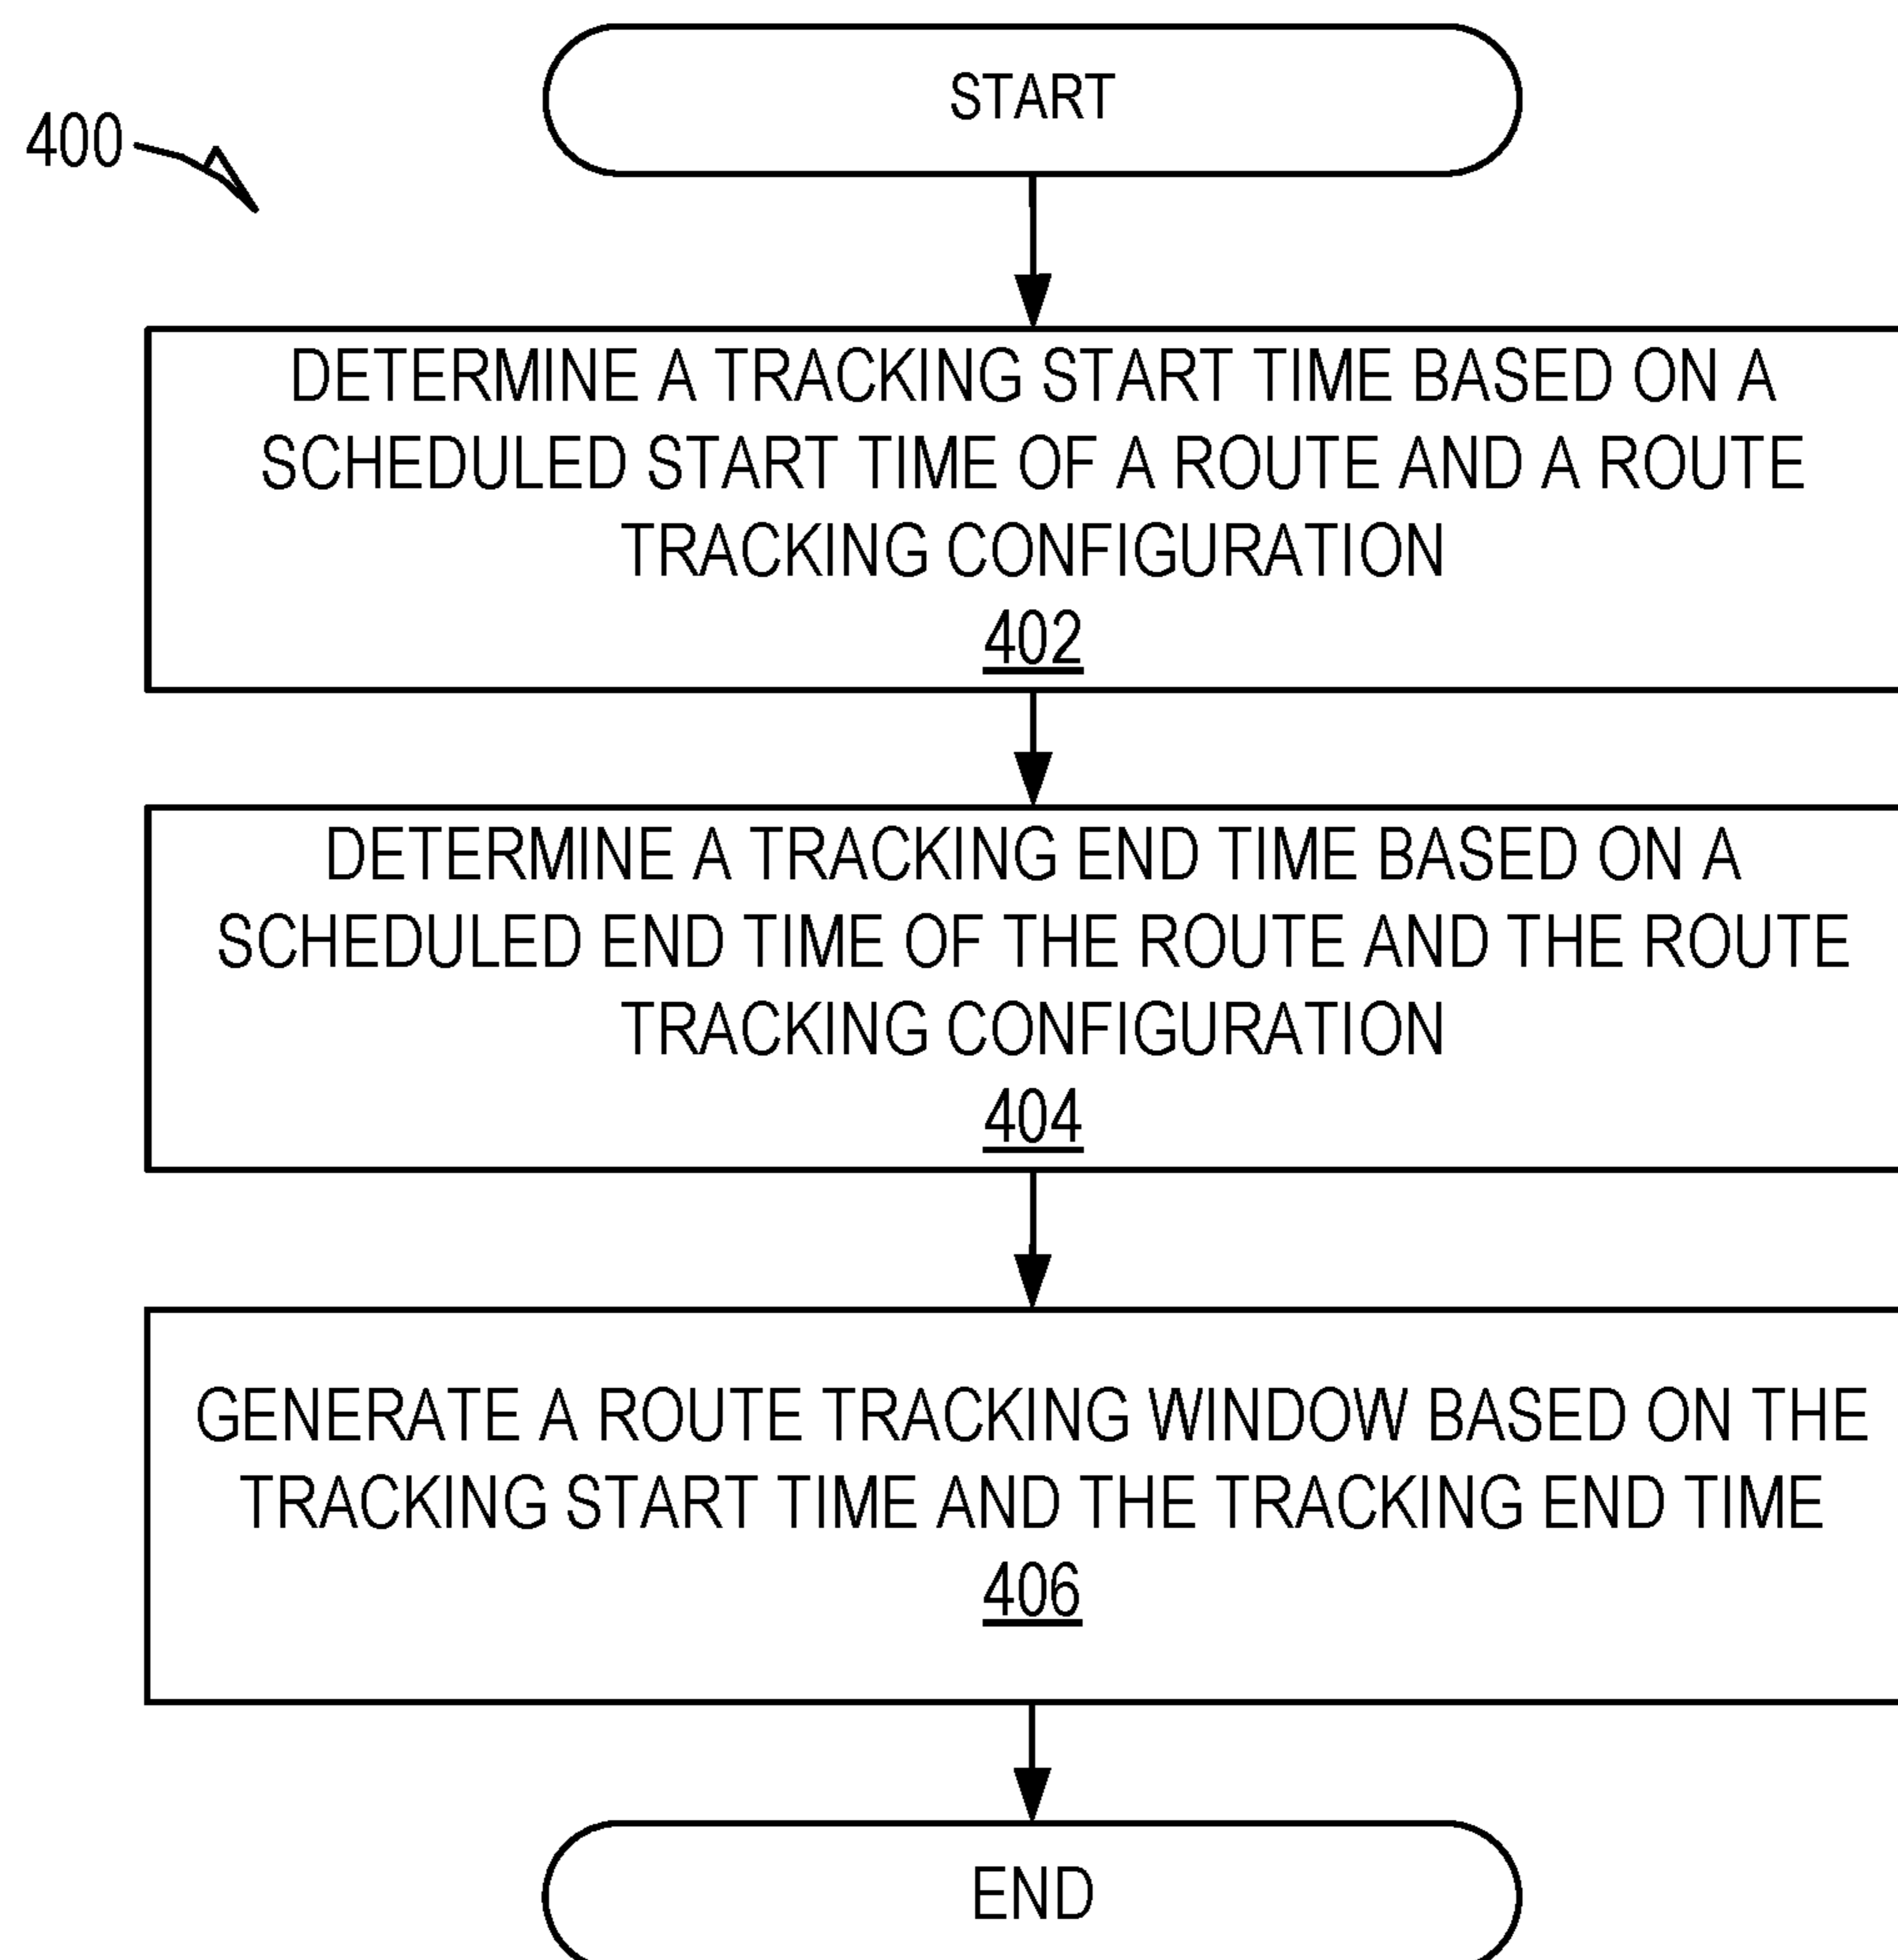 START
400
DETERMINE A TRACKING START TIME BASED ON A
SCHEDULED START TIME OF A ROUTE AND A ROUTE
TRACKING CONFIGURATION
402
DETERMINE A TRACKING END TIME BASED ON A
SCHEDULED END TIME OF THE ROUTE AND THE ROUTE
TRACKING CONFIGURATION
404
GENERATE A ROUTE TRACKING WINDOW BASED ON THE
TRACKING START TIME AND THE TRACKING END TIME
406
END